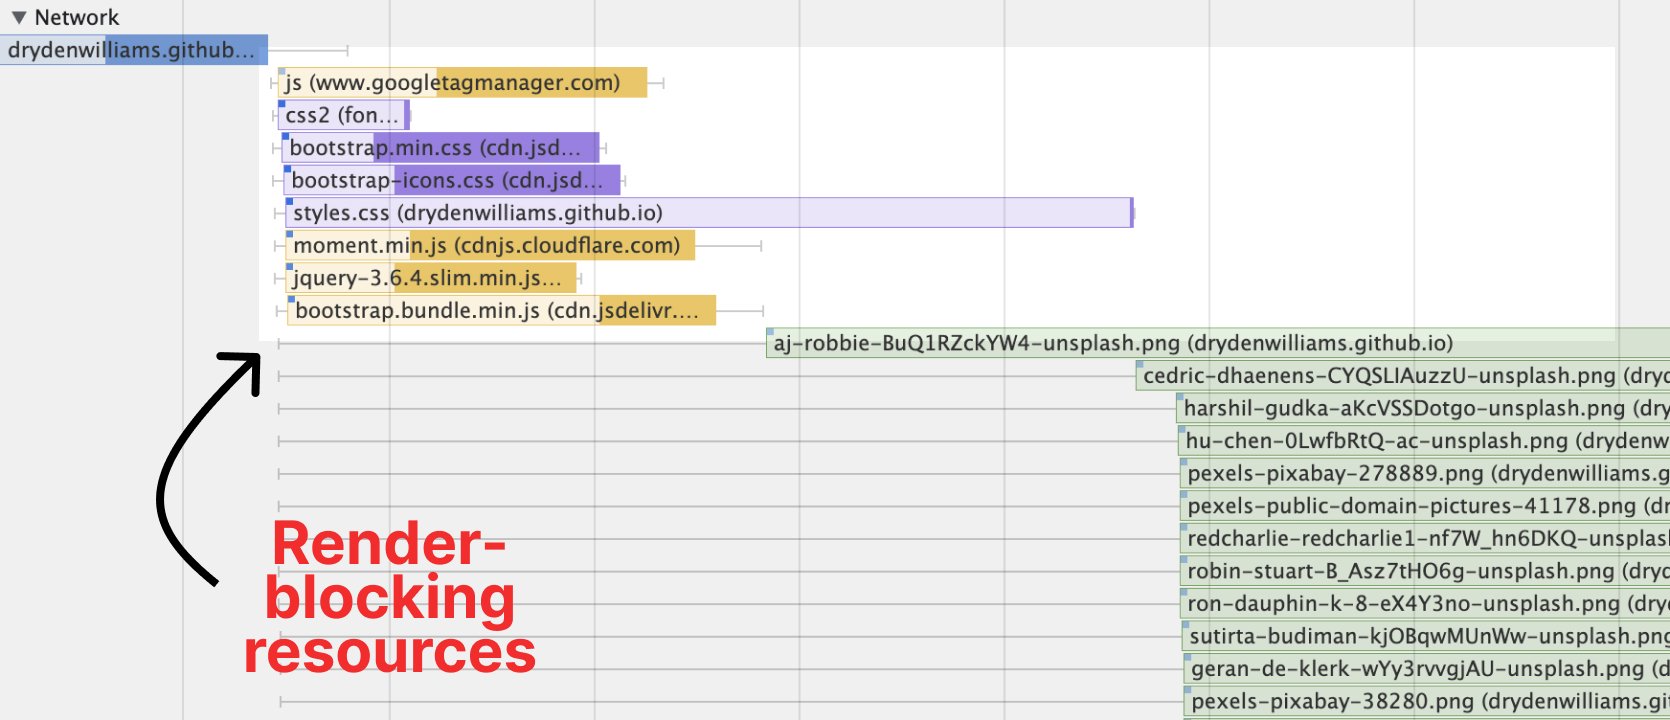 ▼ Network
drydenwilliams.github...
js (www.googletagmanager.com)
css2 (fon...
bootstrap.min.css (cdn.jsd...
bootstrap-icons.css (cdn.jsd...
styles.css (drydenwilliams.github.io)
moment.min.js (cdnjs.cloudflare.com)
jquery-3.6.4.slim.min.js...
bootstrap.bundle.min.js (cdn.jsdelivr....
aj-robbie-BuQ1RZckYW4-unsplash.png (drydenwilliams.github.io)
cedric-dhaenens-CYQSLlAuzzU-unsplash.png (dryd
harshil-gudka-aKcVSSDotgo-unsplash.png (dry
hu-chen-0LwfbRtQ-ac-unsplash.png (drydenw
pexels-pixabay-278889.png (drydenwilliams.g
pexels-public-domain-pictures-41178.png (dr
redcharlie-redcharlie1-nf7W_hn6DKQ-unsplas
robin-stuart-B_Asz7tHO6g-unsplash.png (dryd
ron-dauphin-k-8-eX4Y3no-unsplash.png (dry
sutirta-budiman-kjOBqwMUnWw-unsplash.png
geran-de-klerk-wYy3rvvgjAU-unsplash.png (d
pexels-pixabay-38280.png (drydenwilliams.gi
Render-
blocking
resources